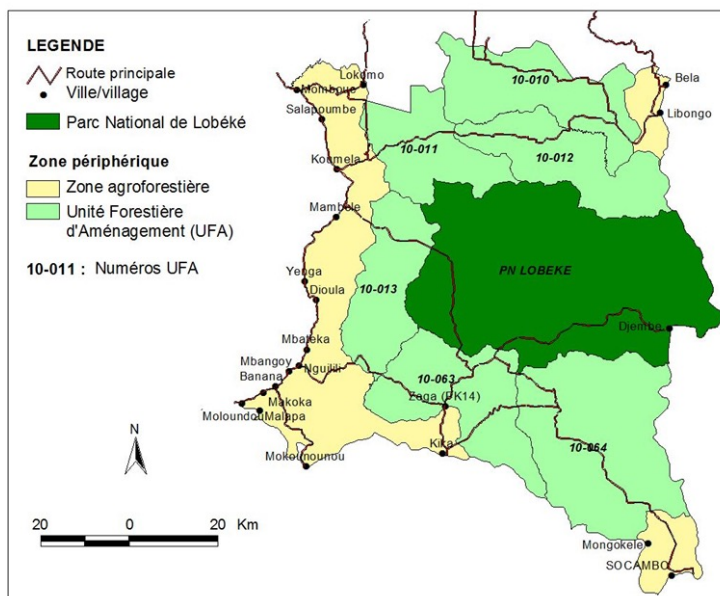 LEGENDE
Route principale
Ville/village
Parc National de Lobéké
Zone périphérique
Zone agroforestière
Unité Forestière
d'Aménagement (UFA)
10-011 : Numéros UFA
N
20 0 20 Km
Lokomo
Momboue
Salapoumbe
Koumela
Mambele
Yenga
Dioula
Mbateka
Mbangoy
Nguilili
Banana
Makoka
Moloundou
Malapa
Mokounounou
10-010
Bela
Libongo
10-011
10-012
PN LOBEKE
10-013
Djembe
10-063
Zega (PK14)
Kika
10-064
Mongokele
SOCAMBO